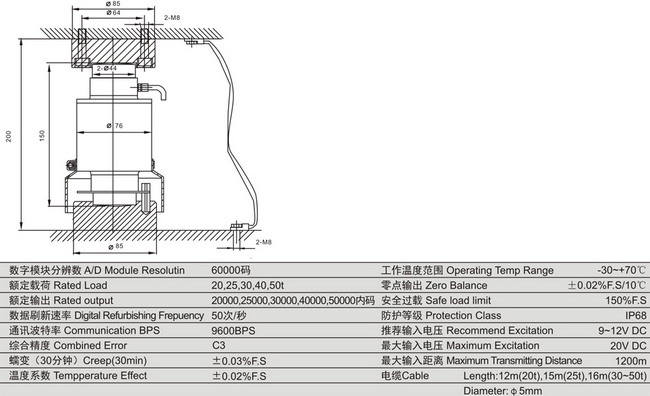 ø 85
ø 64
2-M8
2-ø44
200
150
ø 76
ø 85
2-M8
数字模块分辨数 A/D Module Resolutin 60000码 工作温度范围 Operating Temp Range -30~+70℃
额定载荷 Rated Load 20,25,30,40,50t 零点输出 Zero Balance ±0.02%F.S/10℃
额定输出 Rated output 20000,25000,30000,40000,50000内码 安全过载 Safe load limit 150%F.S
数据刷新速率 Digital Refurbishing Frepuency 50次/秒 防护等级 Protection Class IP68
通讯波特率 Communication BPS 9600BPS 推荐输入电压 Recommend Excitation 9~12V DC
综合精度 Combined Error C3 最大输入电压 Maximum Excitation 20V DC
蠕变（30分钟）Creep(30min) ±0.03%F.S 最大输入距离 Maximum Transmitting Distance 1200m
温度系数 Tempperature Effect ±0.02%F.S 电缆Cable Length:12m(20t),15m(25t),16m(30~50t)
Diameter:φ5mm